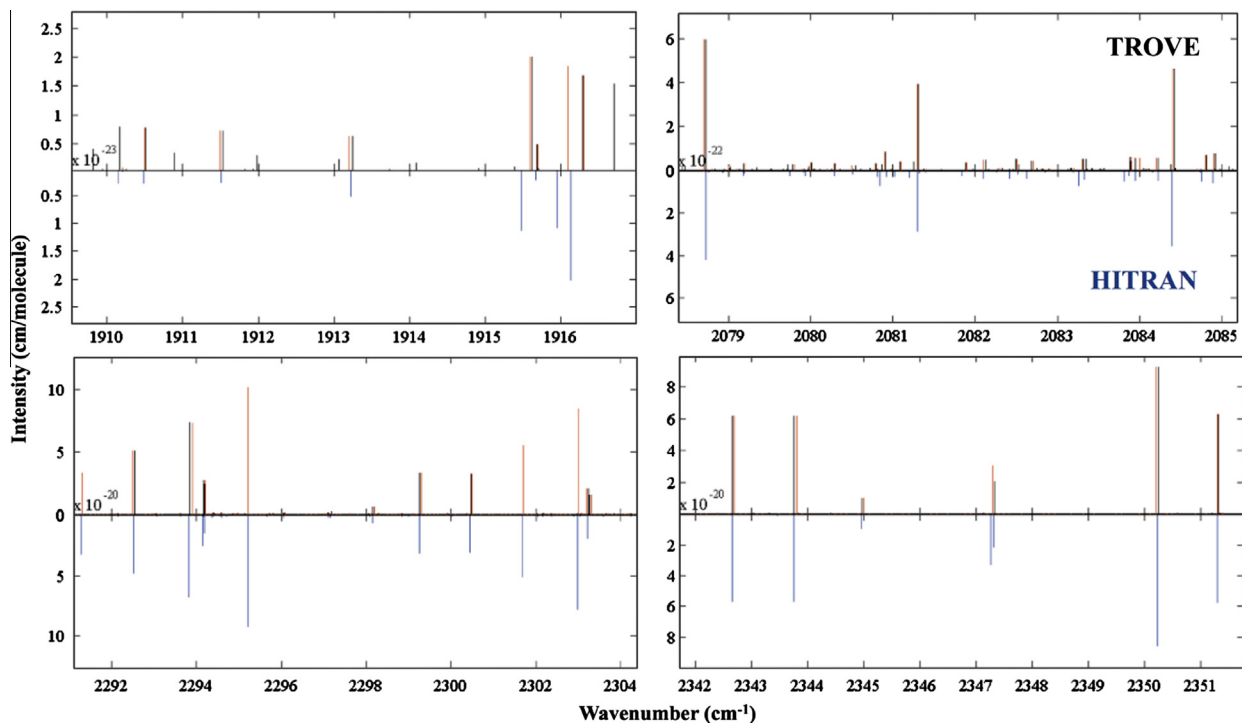 2.5
2
1.5
1
0.5
x 10^-23
0.5
1
1.5
2
2.5
1910 1911 1912 1913 1914 1915 1916
6
4
2
x 10^-22
0
2
4
6
TROVE
HITRAN
2079 2080 2081 2082 2083 2084 2085
Intensity (cm/molecule)
10
5
x 10^-20
0
5
10
2292 2294 2296 2298 2300 2302 2304
8
6
4
2
x 10^-20
2
4
6
8
2342 2343 2344 2345 2346 2347 2348 2349 2350 2351
Wavenumber (cm⁻¹)